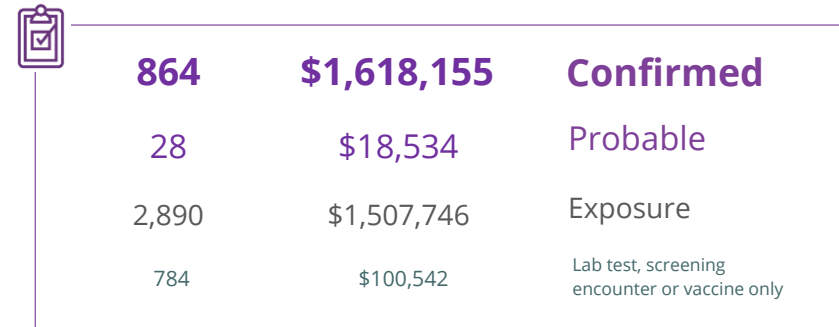 864 $1,618,155 Confirmed
28 $18,534 Probable
2,890 $1,507,746 Exposure
784 $100,542 Lab test, screening
encounter or vaccine only